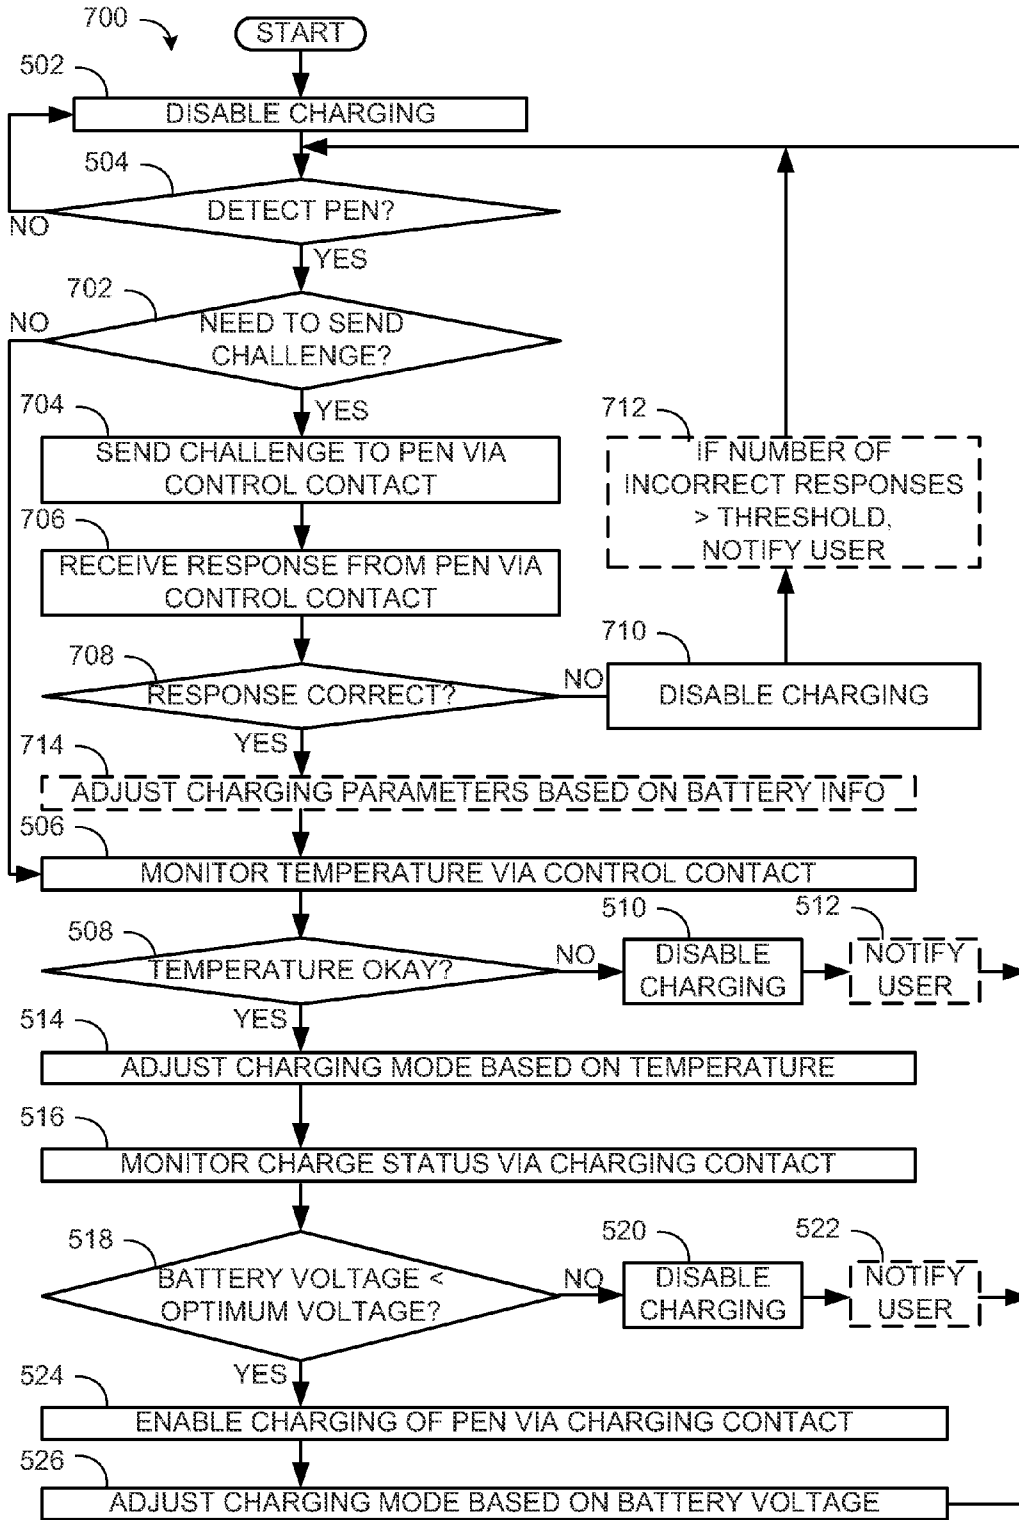 700
START
502
DISABLE CHARGING
504
DETECT PEN?
NO
YES
702
NO
NEED TO SEND
CHALLENGE?
YES
704
SEND CHALLENGE TO PEN VIA
CONTROL CONTACT
706
RECEIVE RESPONSE FROM PEN VIA
CONTROL CONTACT
712
IF NUMBER OF
INCORRECT RESPONSES
> THRESHOLD,
NOTIFY USER
708
RESPONSE CORRECT?
NO
710
DISABLE CHARGING
YES
714
ADJUST CHARGING PARAMETERS BASED ON BATTERY INFO
506
MONITOR TEMPERATURE VIA CONTROL CONTACT
508
TEMPERATURE OKAY?
NO
510
DISABLE
CHARGING
512
NOTIFY
USER
YES
514
ADJUST CHARGING MODE BASED ON TEMPERATURE
516
MONITOR CHARGE STATUS VIA CHARGING CONTACT
518
BATTERY VOLTAGE <
OPTIMUM VOLTAGE?
NO
520
DISABLE
CHARGING
522
NOTIFY
USER
YES
524
ENABLE CHARGING OF PEN VIA CHARGING CONTACT
526
ADJUST CHARGING MODE BASED ON BATTERY VOLTAGE